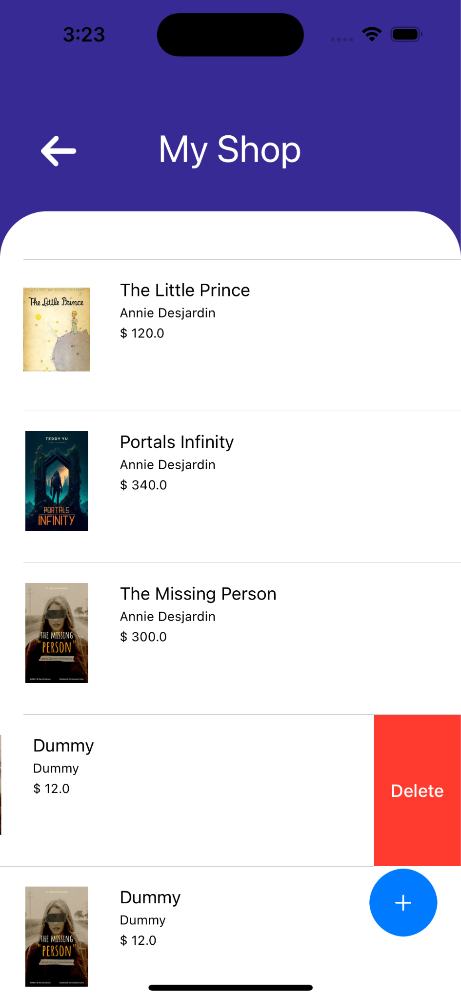 3:23
My Shop
ANTOINE DE SAINT-EXUPERY
The Little Prince
The Little Prince
Annie Desjardin
$ 120.0
TEDDY YU
PORTALS
INFINITY
Portals Infinity
Annie Desjardin
$ 340.0
THE MISSING
"PERSON"
The Missing Person
Annie Desjardin
$ 300.0
Dummy
Dummy
$ 12.0
Delete
THE MISSING
"PERSON"
Dummy
Dummy
$ 12.0